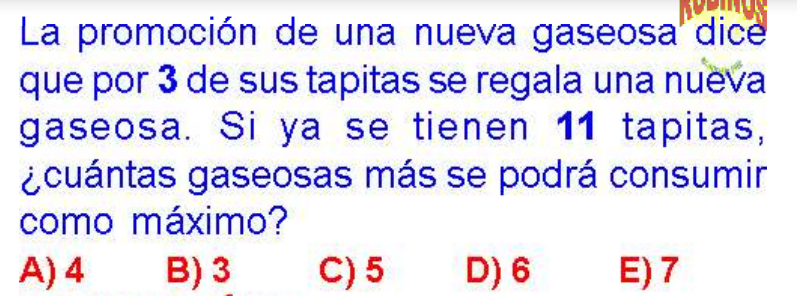 RUBIÑOS
La promoción de una nueva gaseosa dice
que por 3 de sus tapitas se regala una nueva
gaseosa. Si ya se tienen 11 tapitas,
¿cuántas gaseosas más se podrá consumir
como máximo?
A) 4 B) 3 C) 5 D) 6 E) 7